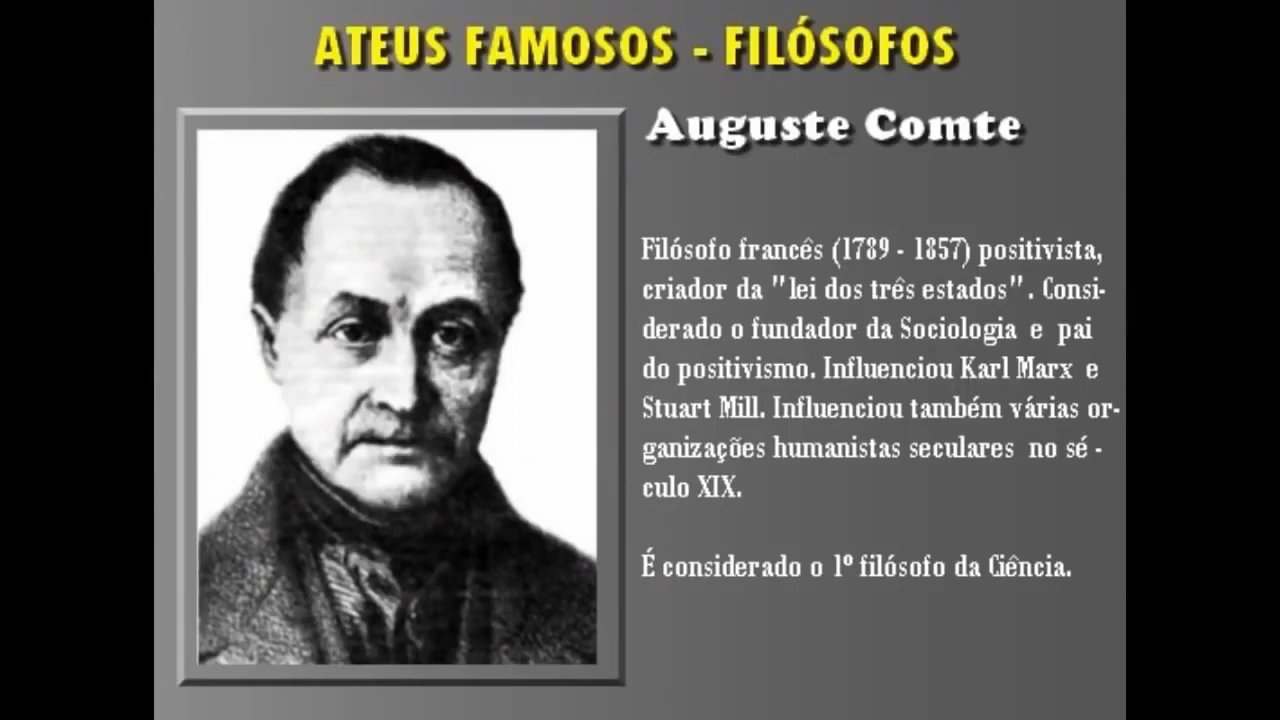 ATEUS FAMOSOS - FILÓSOFOS
Auguste Comte
Filósofo francês (1789 - 1857) positivista,
criador da "lei dos três estados". Consi-
derado o fundador da Sociologia e pai
do positivismo. Influenciou Karl Marx e
Stuart Mill. Influenciou também várias or-
ganizações humanistas seculares no sé -
culo XIX.
É considerado o 1º filósofo da Ciência.